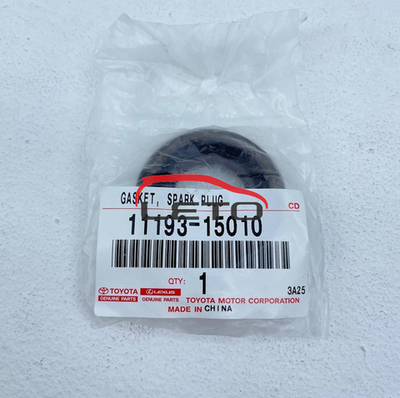 GASKET, SPARK PLUG
CD
LETO
11193-15010
QTY: 1
3A25
TOYOTA LEXUS
GENUINE PARTS GENUINE PARTS
TOYOTA MOTOR CORPORATION
MADE IN CHINA